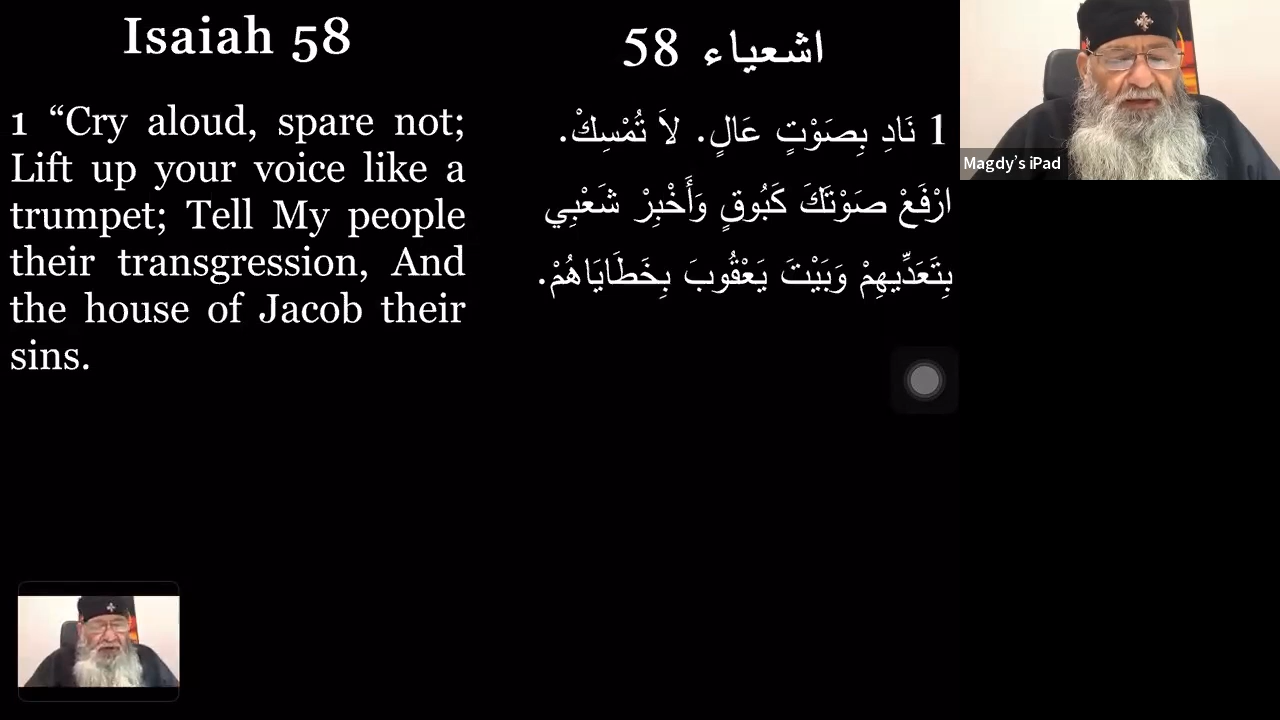 Isaiah 58
1 “Cry aloud, spare not;
Lift up your voice like a
trumpet; Tell My people
their transgression, And
the house of Jacob their
sins.
اشعياء 58
1 نَادِ بِصَوْتٍ عَالٍ. لاَ تُمْسِكْ.
ارْفَعْ صَوْتَكَ كَبُوقٍ وَأَخْبِرْ شَعْبِي
بِتَعَدِّيهِمْ وَبَيْتَ يَعْقُوبَ بِخَطَايَاهُمْ.
Magdy’s iPad